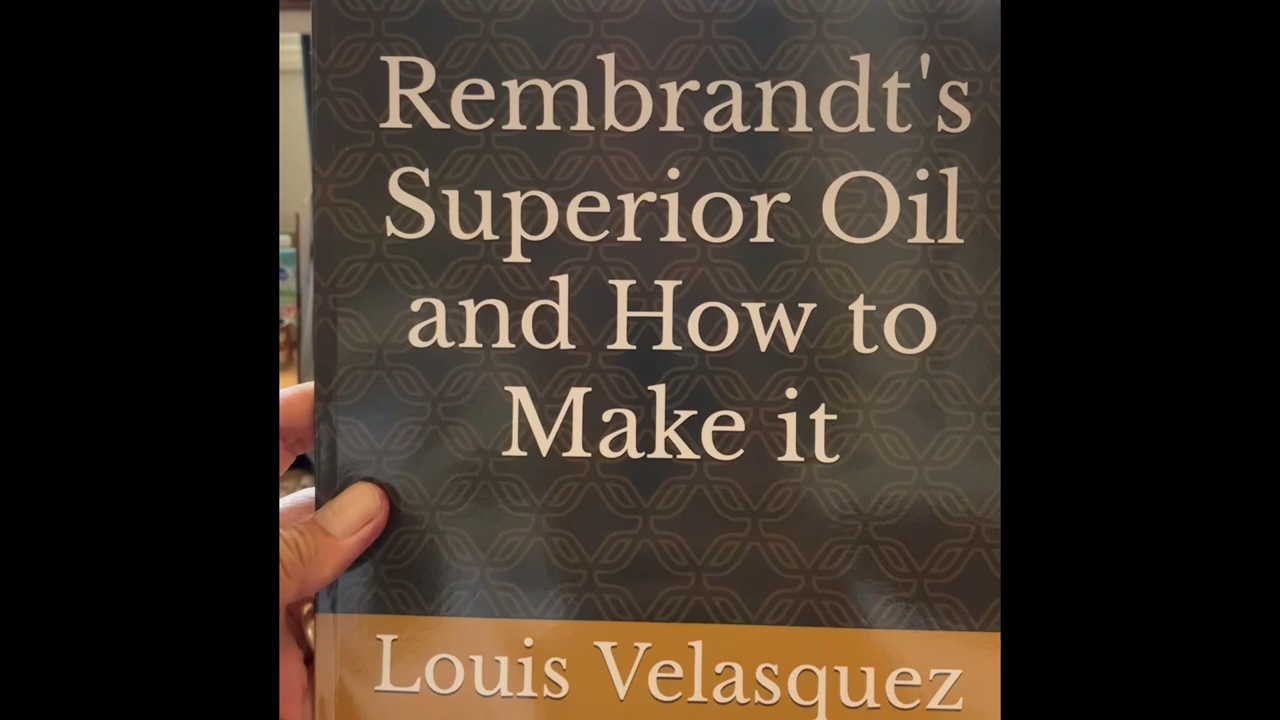 Rembrandt's
Superior Oil
and How to
Make it
Louis Velasquez